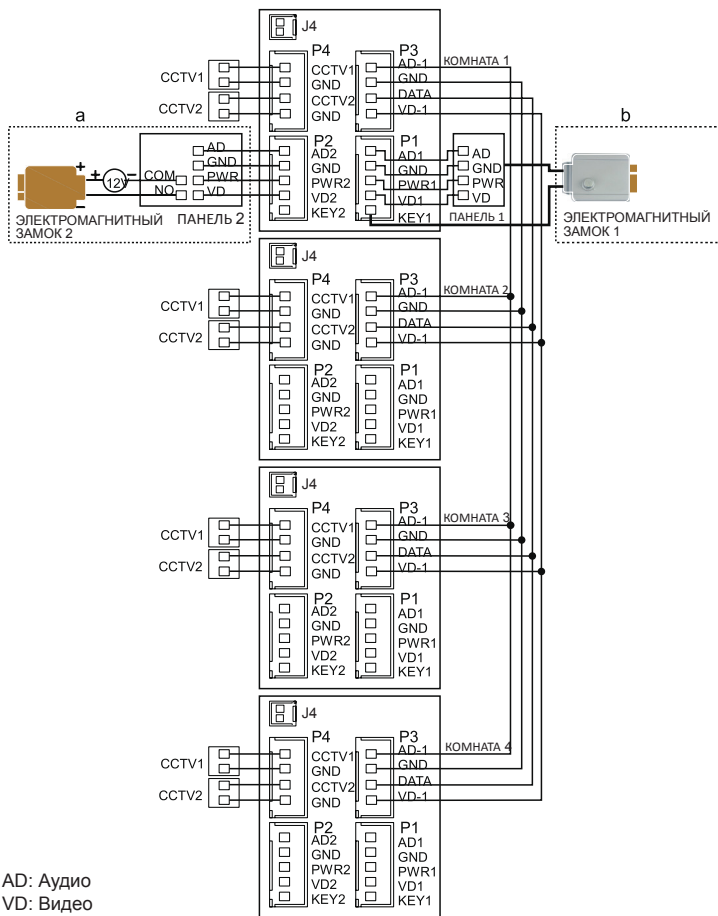 J4
P4
P3
CCTV1
GND
CCTV2
GND
AD-1
GND
DATA
VD-1
КОМНАТА 1
CCTV1
CCTV2
a
b
P2
AD2
GND
PWR2
VD2
KEY2
P1
AD1
GND
PWR1
VD1
KEY1
AD
GND
PWR
VD
COM
NO
+
+ 12V −
−
ЭЛЕКТРОМАГНИТНЫЙ
ЗАМОК 2
ПАНЕЛЬ 2
AD
GND
PWR
VD
ПАНЕЛЬ 1
ЭЛЕКТРОМАГНИТНЫЙ
ЗАМОК 1
J4
P4
P3
CCTV1
GND
CCTV2
GND
AD-1
GND
DATA
VD-1
КОМНАТА 2
CCTV1
CCTV2
P2
AD2
GND
PWR2
VD2
KEY2
P1
AD1
GND
PWR1
VD1
KEY1
J4
P4
P3
CCTV1
GND
CCTV2
GND
AD-1
GND
DATA
VD-1
КОМНАТА 3
CCTV1
CCTV2
P2
AD2
GND
PWR2
VD2
KEY2
P1
AD1
GND
PWR1
VD1
KEY1
J4
P4
P3
CCTV1
GND
CCTV2
GND
AD-1
GND
DATA
VD-1
КОМНАТА 4
CCTV1
CCTV2
P2
AD2
GND
PWR2
VD2
KEY2
P1
AD1
GND
PWR1
VD1
KEY1
AD: Аудио
VD: Видео